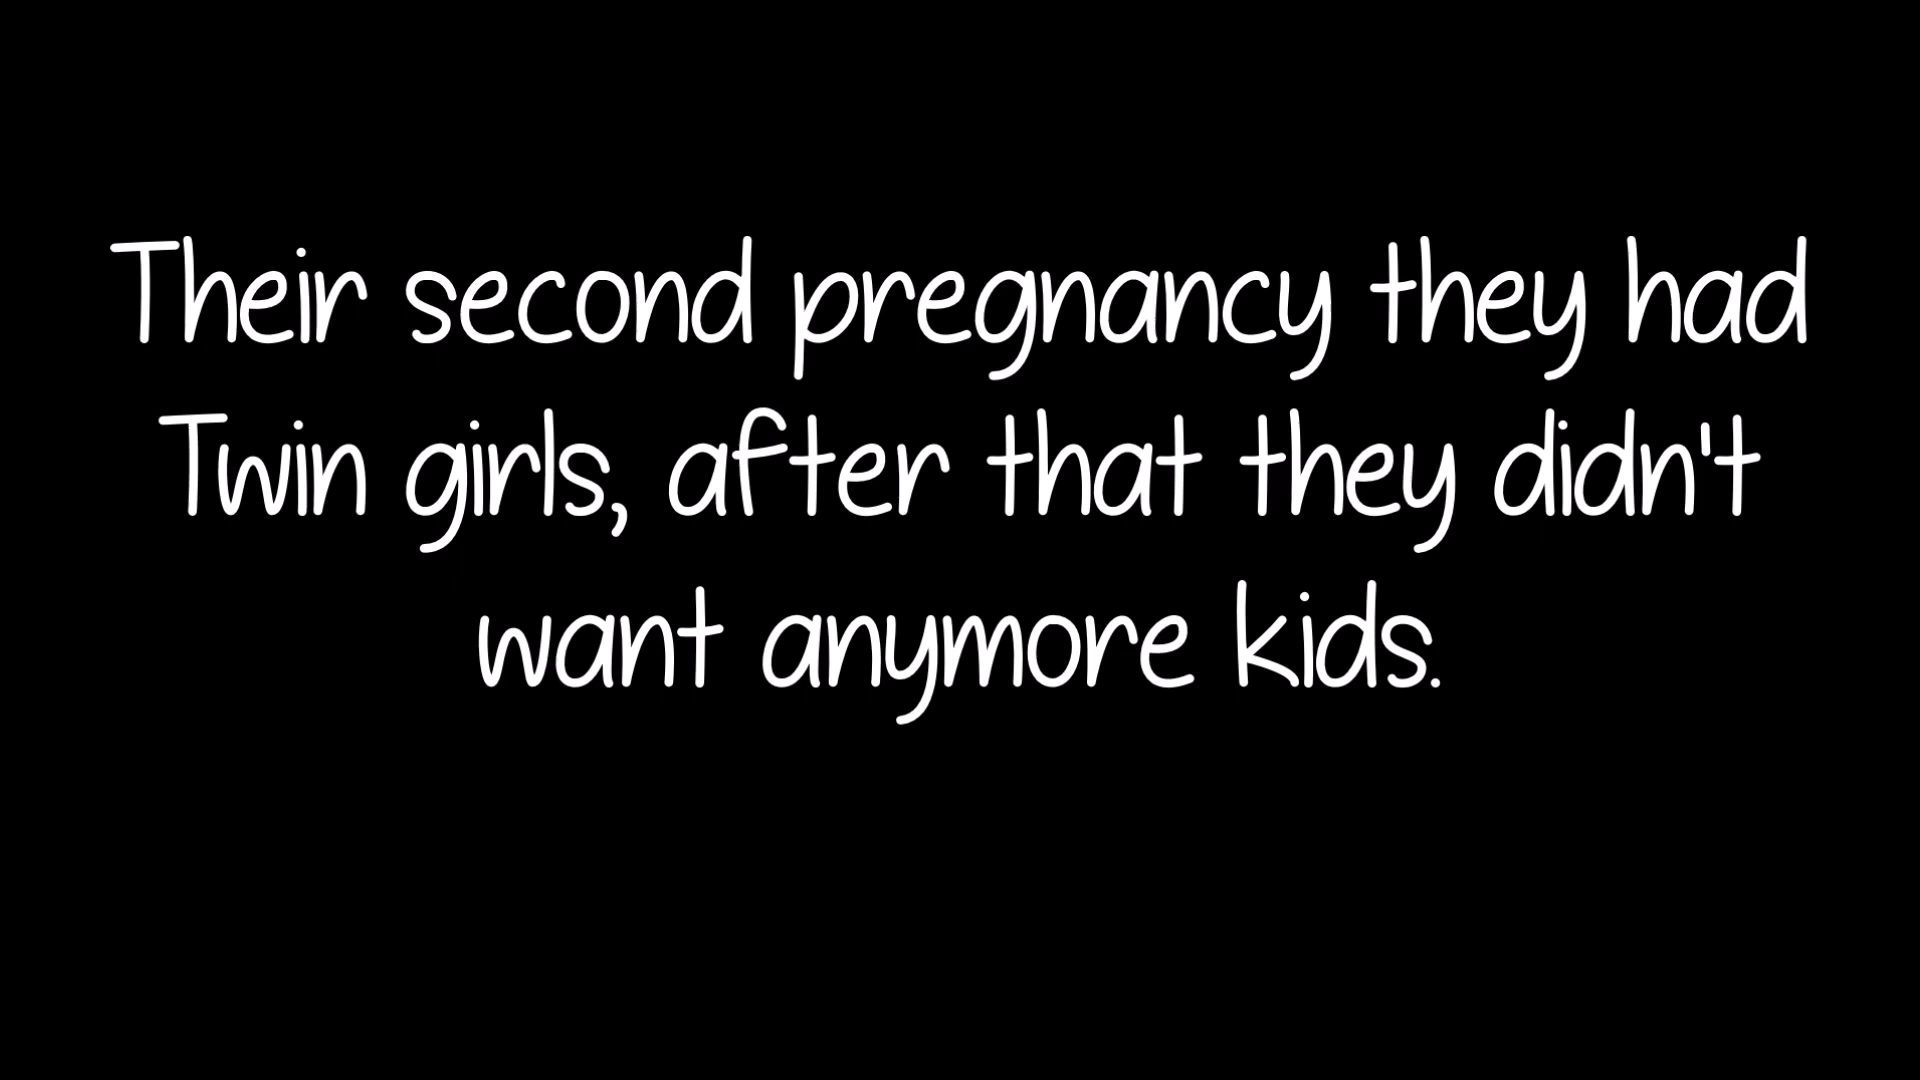 Their second pregnancy they had
Twin girls, after that they didn't
want anymore kids.